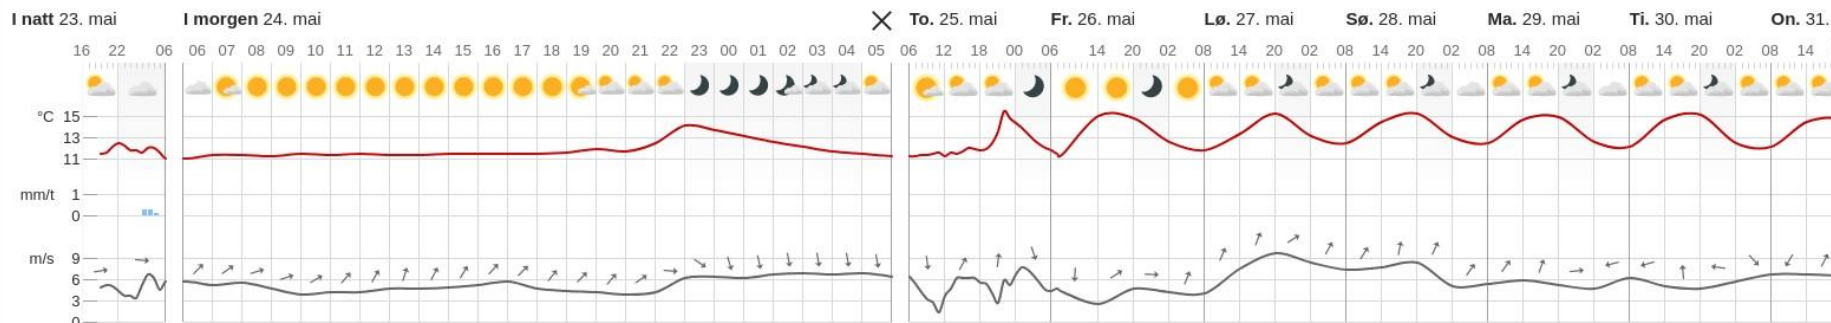 I natt 23. mai I morgen 24. mai To. 25. mai Fr. 26. mai Lø. 27. mai Sø. 28. mai Ma. 29. mai Ti. 30. mai On. 31.
16 22 06 06 07 08 09 10 11 12 13 14 15 16 17 18 19 20 21 22 23 00 01 02 03 04 05 06 12 18 00 06 14 20 02 08 14 20 02 08 14 20 02 08 14 20 02 08 14 20 02 08 14
°C 15
13
11
mm/t 1
0
m/s 9
6
3
0